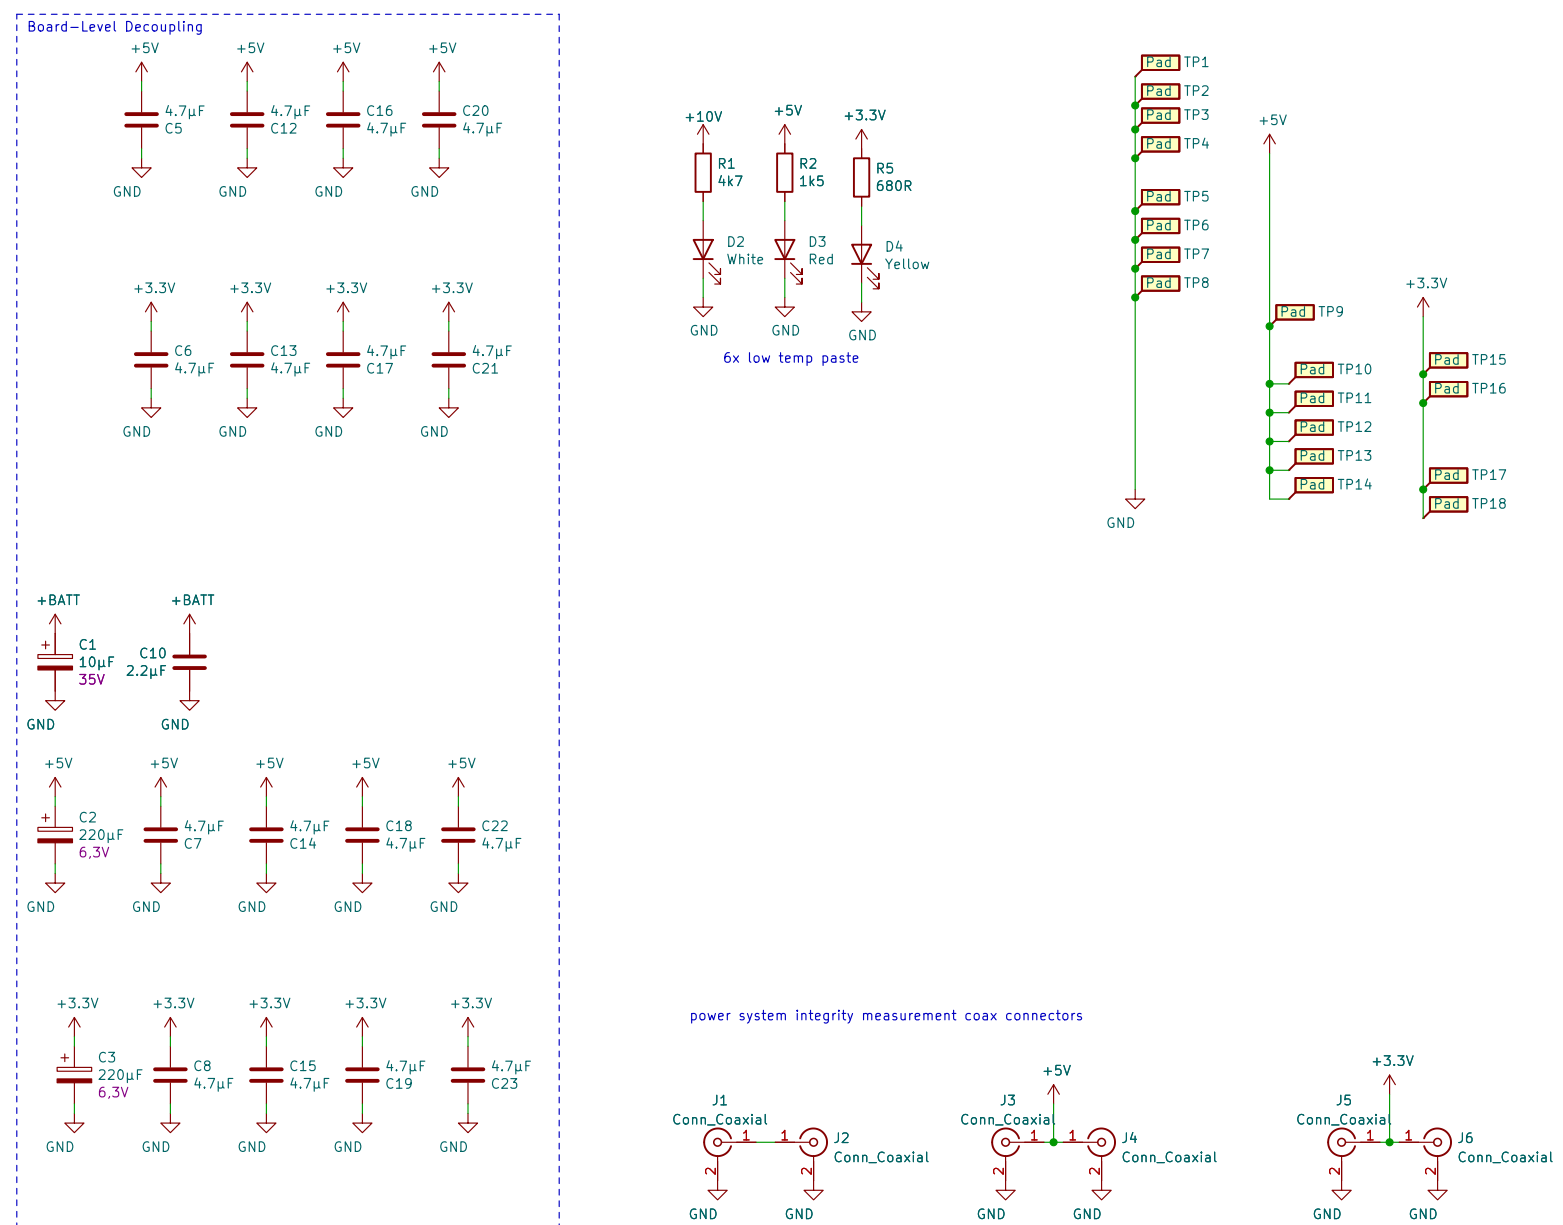 Board-Level Decoupling
+5V
4.7µF
C5
GND
+5V
4.7µF
C12
GND
+5V
C16
4.7µF
GND
+5V
C20
4.7µF
GND
+3.3V
C6
4.7µF
GND
+3.3V
C13
4.7µF
GND
+3.3V
4.7µF
C17
GND
+3.3V
4.7µF
C21
GND
+BATT
+
C1
10µF
35V
GND
+BATT
C10
2.2µF
GND
+5V
+
C2
220µF
6,3V
GND
+5V
4.7µF
C7
GND
+5V
4.7µF
C14
GND
+5V
C18
4.7µF
GND
+5V
C22
4.7µF
GND
+3.3V
+
C3
220µF
6,3V
GND
+3.3V
C8
4.7µF
GND
+3.3V
C15
4.7µF
GND
+3.3V
4.7µF
C19
GND
+3.3V
4.7µF
C23
GND
+10V
R1
4k7
D2
White
GND
+5V
R2
1k5
D3
Red
GND
+3.3V
R5
680R
D4
Yellow
GND
6x low temp paste
Pad TP1
Pad TP2
Pad TP3
Pad TP4
Pad TP5
Pad TP6
Pad TP7
Pad TP8
GND
+5V
Pad TP9
Pad TP10
Pad TP11
Pad TP12
Pad TP13
Pad TP14
+3.3V
Pad TP15
Pad TP16
Pad TP17
Pad TP18
power system integrity measurement coax connectors
J1
Conn_Coaxial
1
2
GND
J2
Conn_Coaxial
1
2
GND
+5V
J3
Conn_Coaxial
1
2
GND
J4
Conn_Coaxial
1
2
GND
+3.3V
J5
Conn_Coaxial
1
2
GND
J6
Conn_Coaxial
1
2
GND